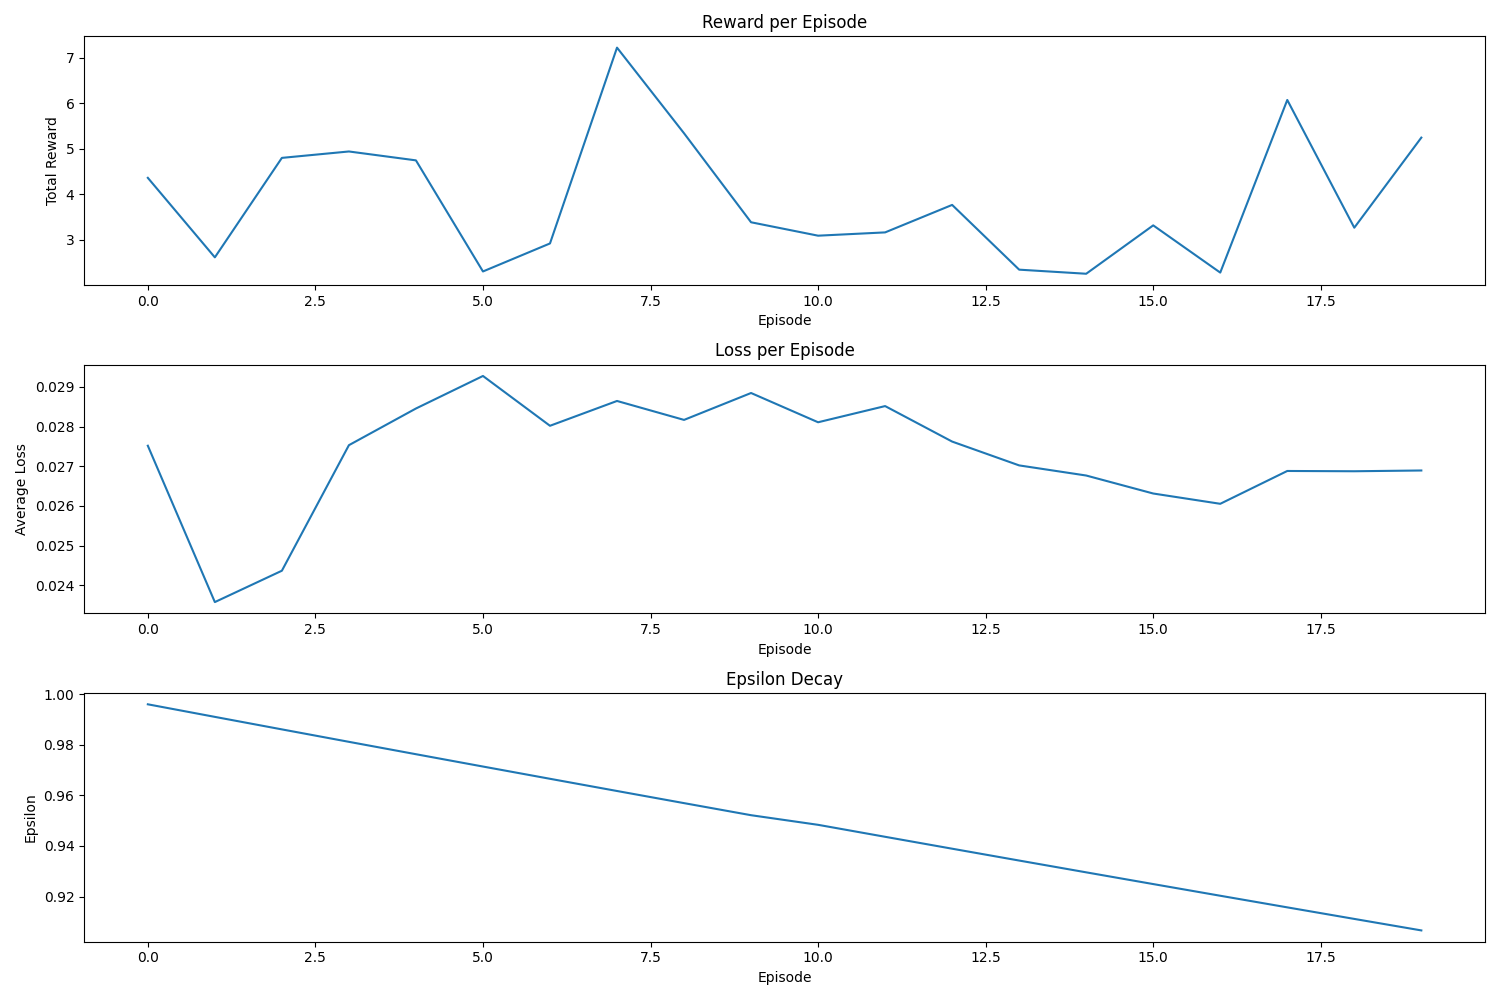 Reward per Episode
7
6
5
4
3
Total Reward
0.0 2.5 5.0 7.5 10.0 12.5 15.0 17.5
Episode
Loss per Episode
0.029
0.028
0.027
0.026
0.025
0.024
Average Loss
0.0 2.5 5.0 7.5 10.0 12.5 15.0 17.5
Episode
Epsilon Decay
1.00
0.98
0.96
0.94
0.92
Epsilon
0.0 2.5 5.0 7.5 10.0 12.5 15.0 17.5
Episode